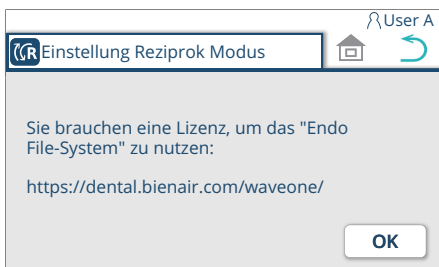 User A
R Einstellung Reziprok Modus
Sie brauchen eine Lizenz, um das "Endo
File-System" zu nutzen:
https://dental.bienair.com/waveone/
OK